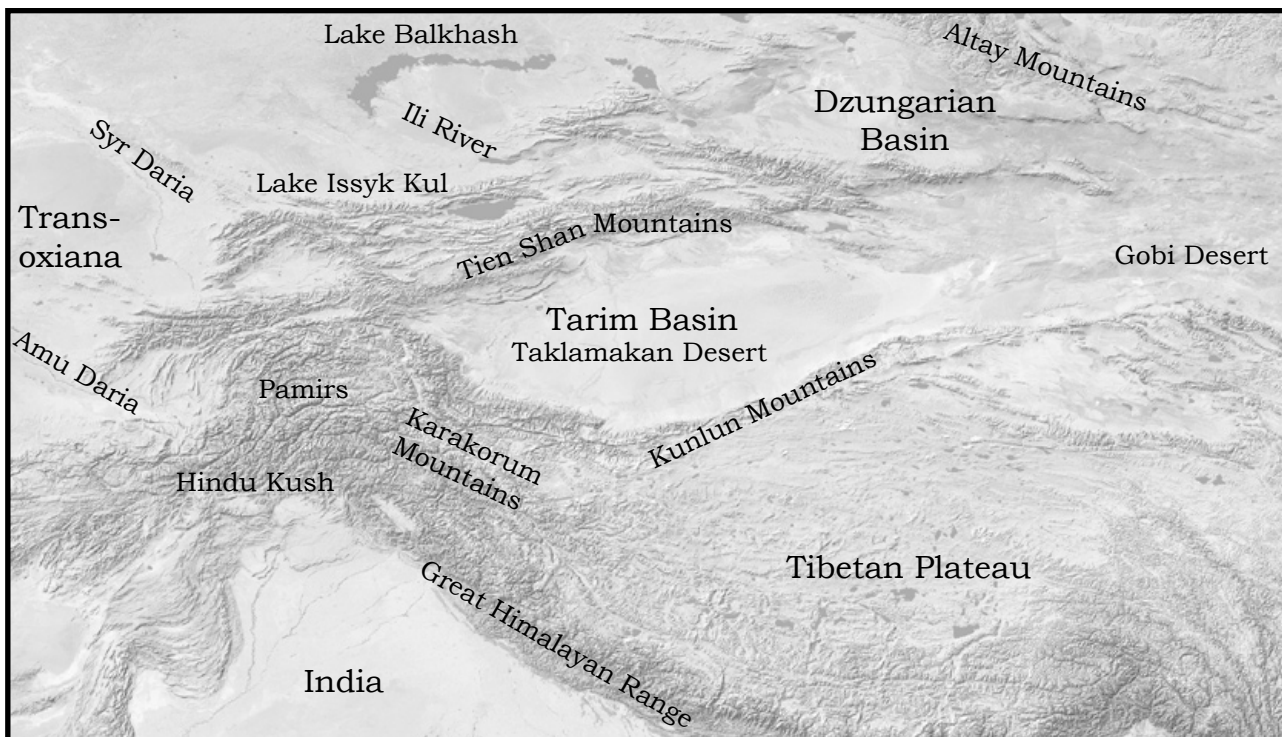 Lake Balkhash
Altay Mountains
Dzungarian
Basin
Ili River
Syr Daria
Lake Issyk Kul
Trans-
oxiana
Tien Shan Mountains
Gobi Desert
Tarim Basin
Taklamakan Desert
Amu Daria
Pamirs
Kunlun Mountains
Karakorum
Mountains
Hindu Kush
Tibetan Plateau
Great Himalayan Range
India